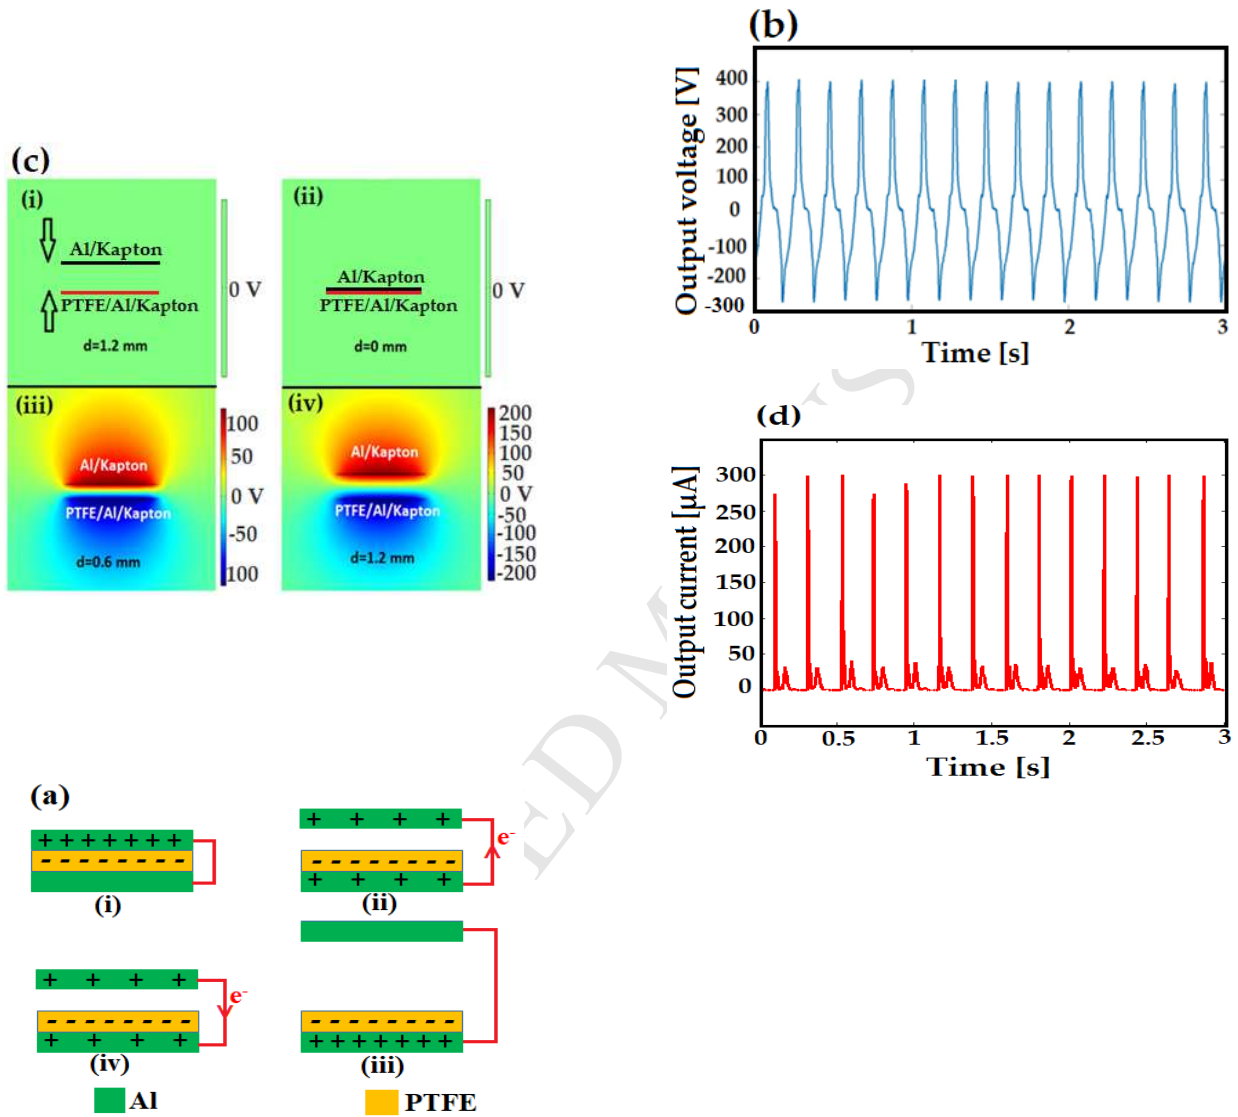 (b)
Output voltage [V]
400
300
200
100
0
-100
-200
-300
0 1 2 3
Time [s]
(c)
(i)
Al/Kapton
PTFE/Al/Kapton
d=1.2 mm
0 V
(ii)
Al/Kapton
PTFE/Al/Kapton
d=0 mm
0 V
(iii)
Al/Kapton
PTFE/Al/Kapton
d=0.6 mm
100
50
0 V
-50
100
(iv)
Al/Kapton
PTFE/Al/Kapton
d=1.2 mm
200
150
100
50
0 V
-50
-100
-150
-200
(d)
Output current [µA]
300
250
200
150
100
50
0
0 0.5 1 1.5 2 2.5 3
Time [s]
ED M
(a)
+ + + + + + +
- - - - - - - -
(i)
+ + + +
e-
- - - - - - - -
+ + + +
(ii)
+ + + +
e-
- - - - - - - -
+ + + +
(iv)
- - - - - - - -
+ + + + + + +
(iii)
Al
PTFE